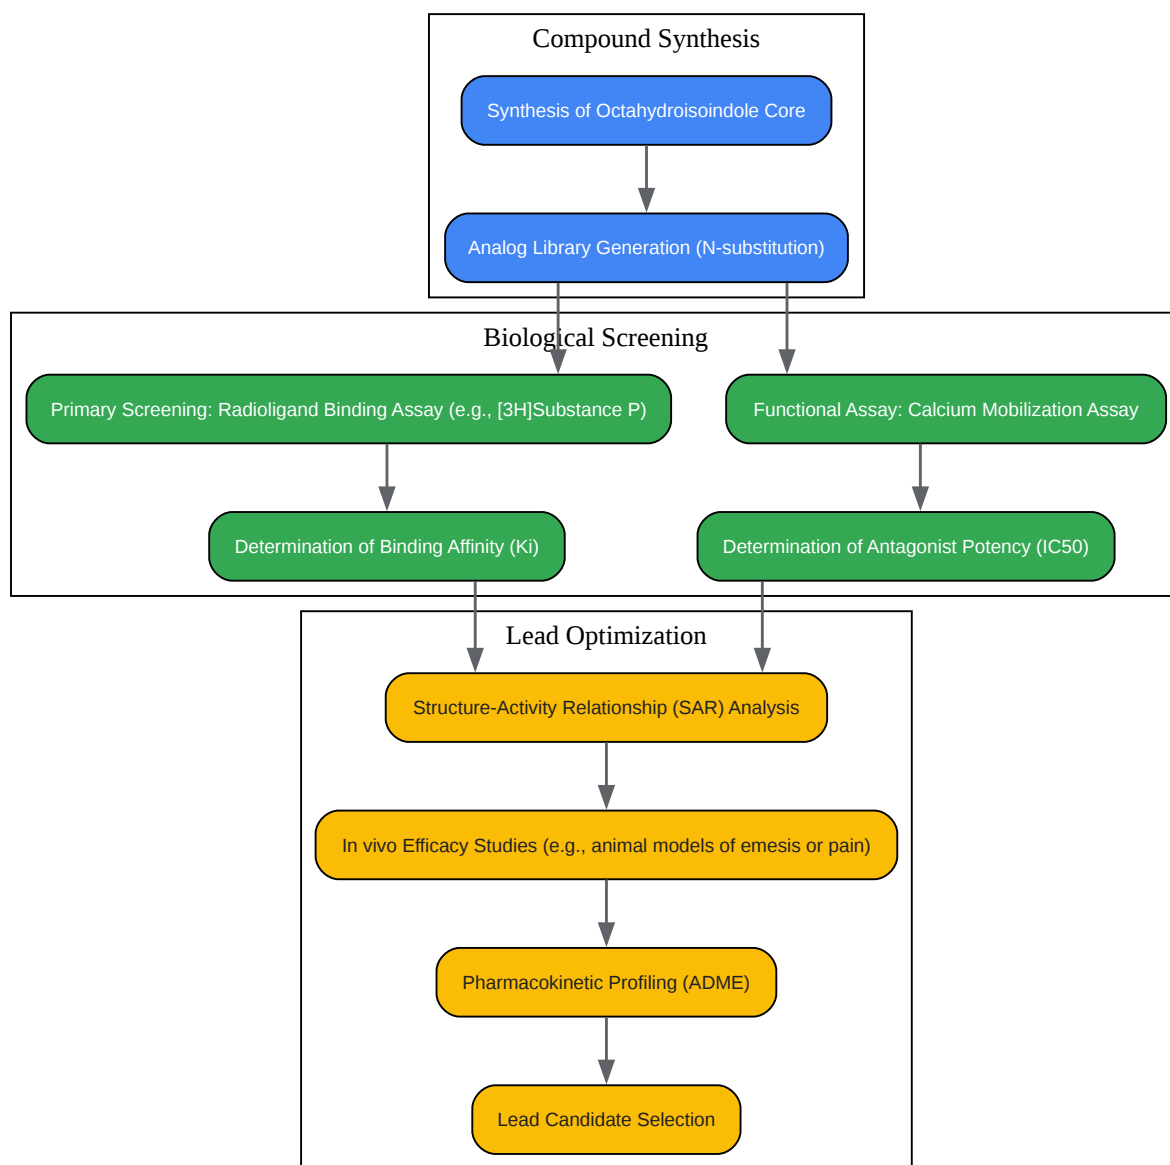 Compound Synthesis
Synthesis of Octahydroisoindole Core
Analog Library Generation (N-substitution)
Biological Screening
Primary Screening: Radioligand Binding Assay (e.g., [3H]Substance P)
Functional Assay: Calcium Mobilization Assay
Determination of Binding Affinity (Ki)
Determination of Antagonist Potency (IC50)
Lead Optimization
Structure-Activity Relationship (SAR) Analysis
In vivo Efficacy Studies (e.g., animal models of emesis or pain)
Pharmacokinetic Profiling (ADME)
Lead Candidate Selection